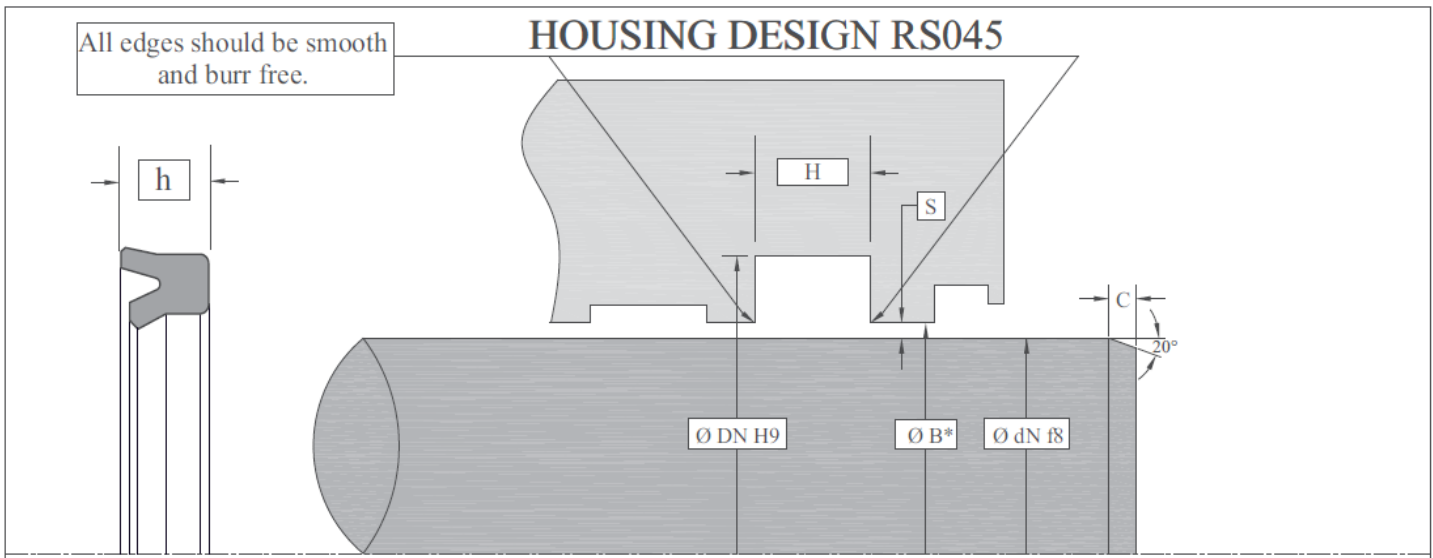 HOUSING DESIGN RS045
All edges should be smooth
and burr free.
h
H
S
C
20°
Ø DN H9
Ø B*
Ø dN f8